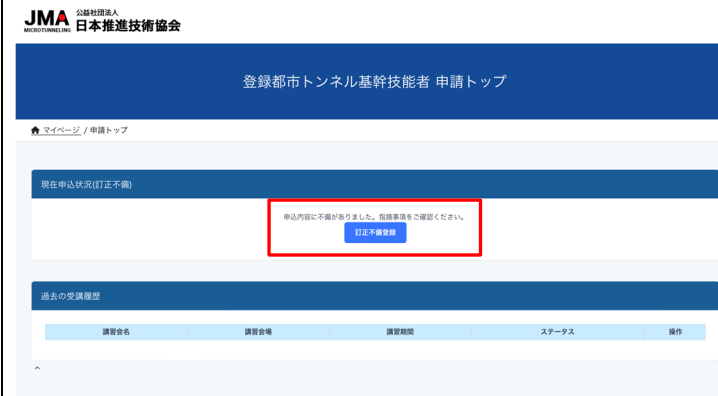 JMA 公益社団法人
MICROTUNNELING 日本推進技術協会
登録都市トンネル基幹技能者 申請トップ
マイページ / 申請トップ
現在申込状況(訂正不備)
申込内容に不備がありました。指摘事項をご確認ください。
訂正不備登録
過去の受講履歴
講習会名 講習会場 講習期間 ステータス 操作